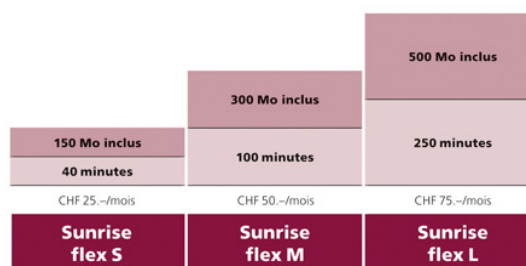 500 Mo inclus
300 Mo inclus
150 Mo inclus
40 minutes
100 minutes
250 minutes
CHF 25.–/mois
CHF 50.–/mois
CHF 75.–/mois
Sunrise
flex S
Sunrise
flex M
Sunrise
flex L